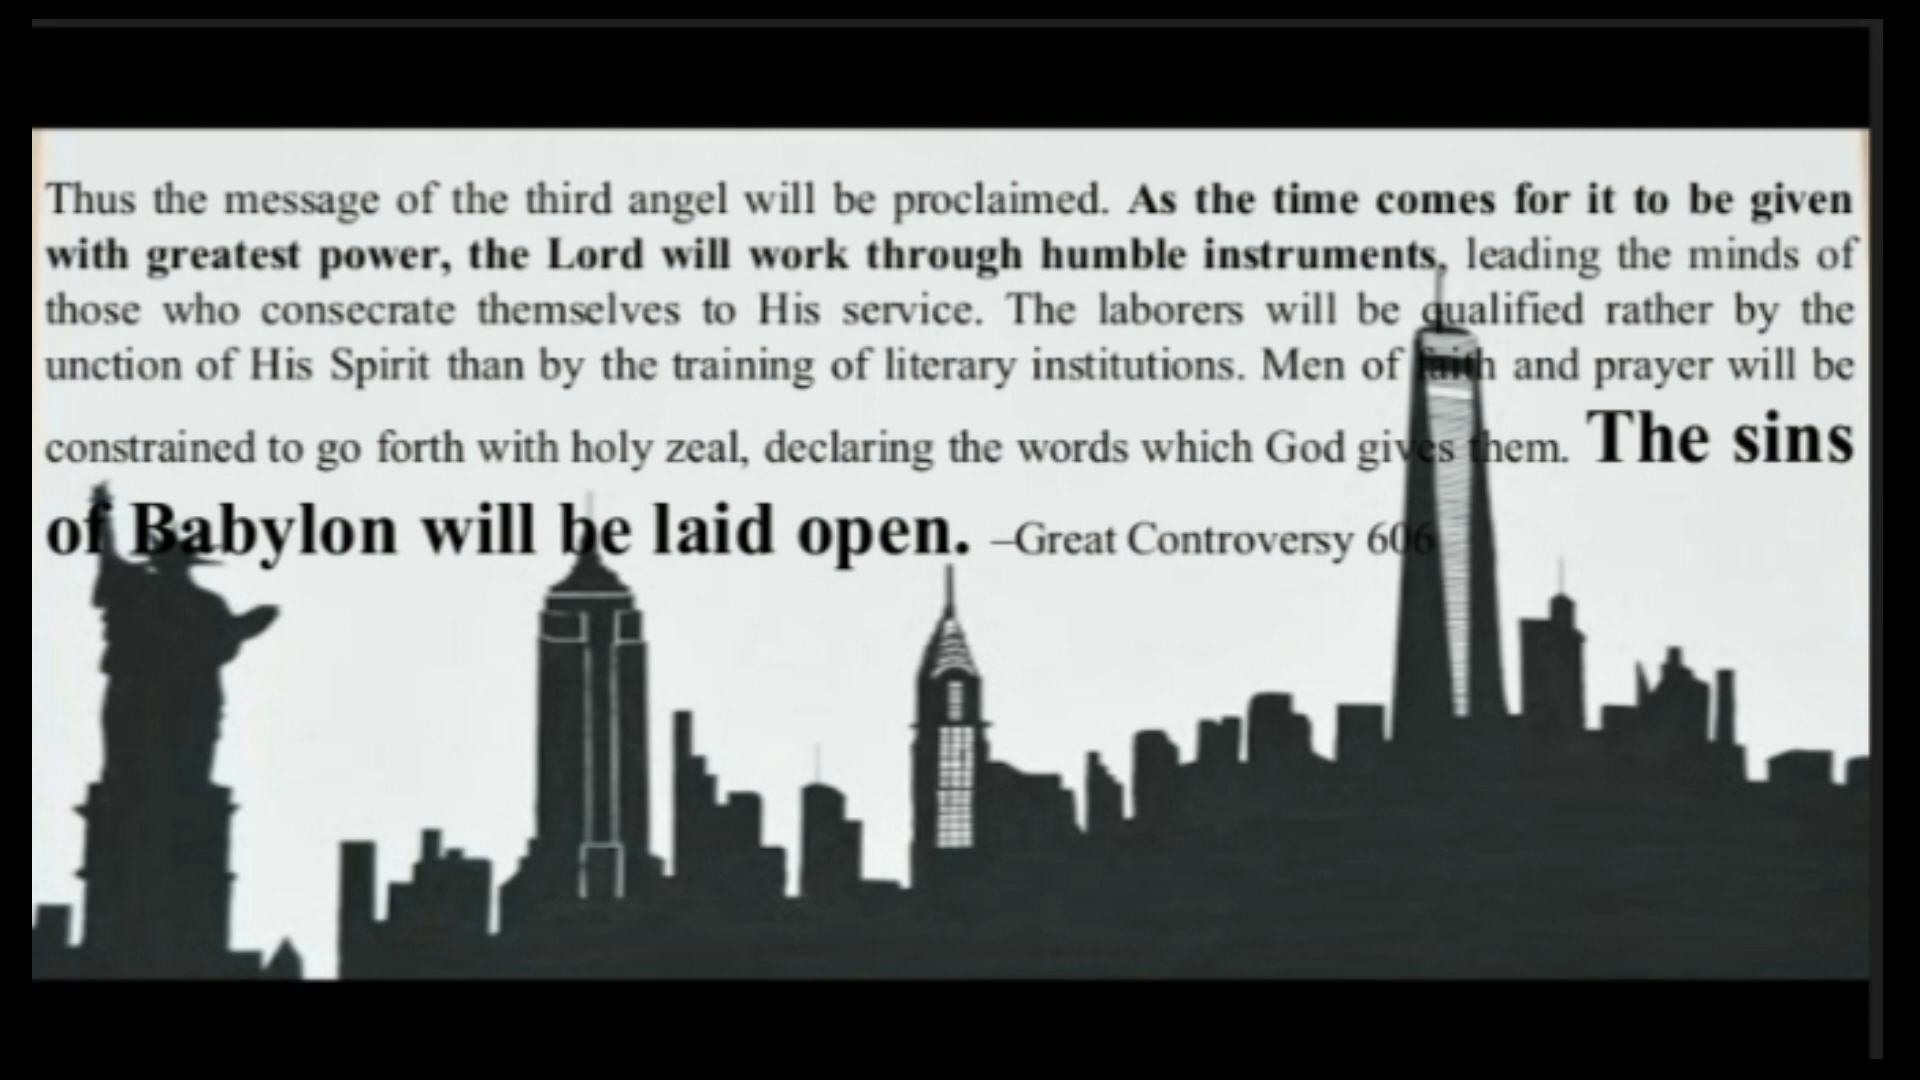 Thus the message of the third angel will be proclaimed. As the time comes for it to be given
with greatest power, the Lord will work through humble instruments, leading the minds of
those who consecrate themselves to His service. The laborers will be qualified rather by the
unction of His Spirit than by the training of literary institutions. Men of faith and prayer will be
constrained to go forth with holy zeal, declaring the words which God gives them. The sins
of Babylon will be laid open. –Great Controversy 606